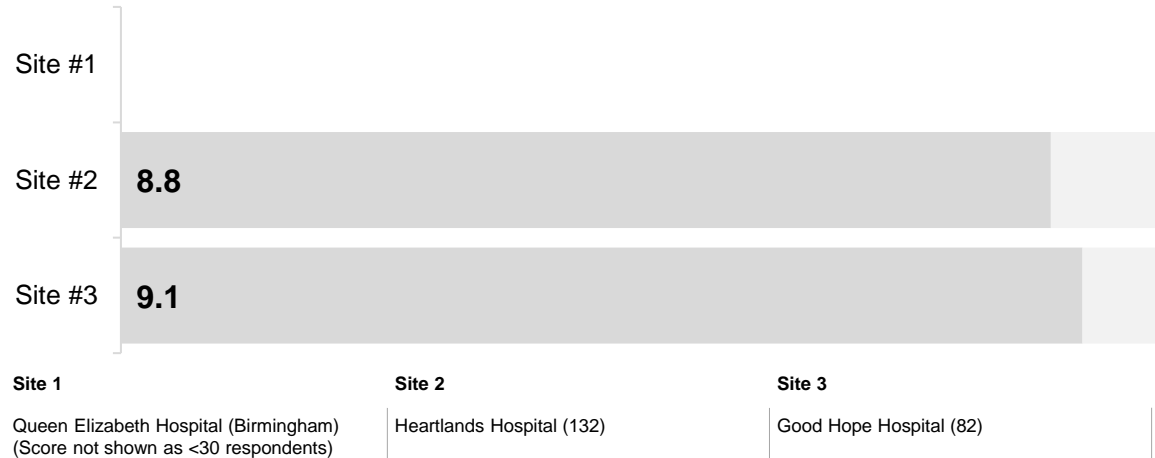 Site #1
Site #2
8.8
Site #3
9.1
Site 1
Site 2
Site 3
Queen Elizabeth Hospital (Birmingham)
(Score not shown as <30 respondents)
Heartlands Hospital (132)
Good Hope Hospital (82)